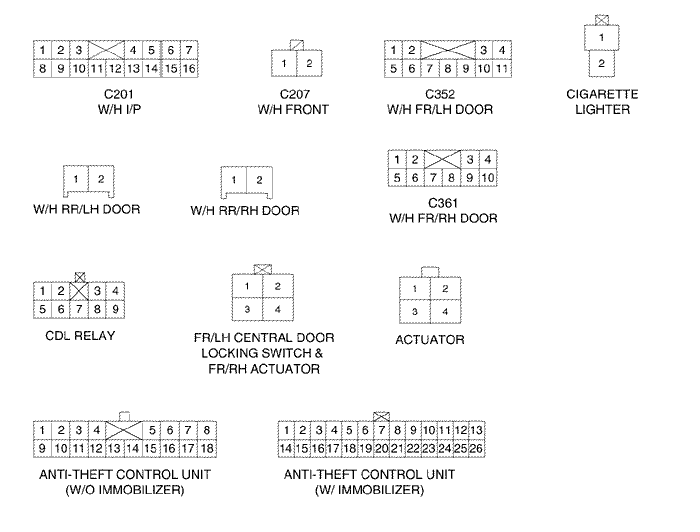 1 2 3 4 5 6 7
8 9 10 11 12 13 14 15 16
C201
W/H I/P
1 2
C207
W/H FRONT
1 2 3 4
5 6 7 8 9 10 11
C352
W/H FR/LH DOOR
1
2
CIGARETTE
LIGHTER
1 2
W/H RR/LH DOOR
1 2
W/H RR/RH DOOR
1 2 3 4
5 6 7 8 9 10
C361
W/H FR/RH DOOR
1 2 3 4
5 6 7 8 9
CDL RELAY
1 2
3 4
FR/LH CENTRAL DOOR
LOCKING SWITCH &
FR/RH ACTUATOR
1 2
3 4
ACTUATOR
1 2 3 4 5 6 7 8
9 10 11 12 13 14 15 16 17 18
ANTI-THEFT CONTROL UNIT
(W/O IMMOBILIZER)
1 2 3 4 5 6 7 8 9 10 11 12 13
14 15 16 17 18 19 20 21 22 23 24 25 26
ANTI-THEFT CONTROL UNIT
(W/ IMMOBILIZER)